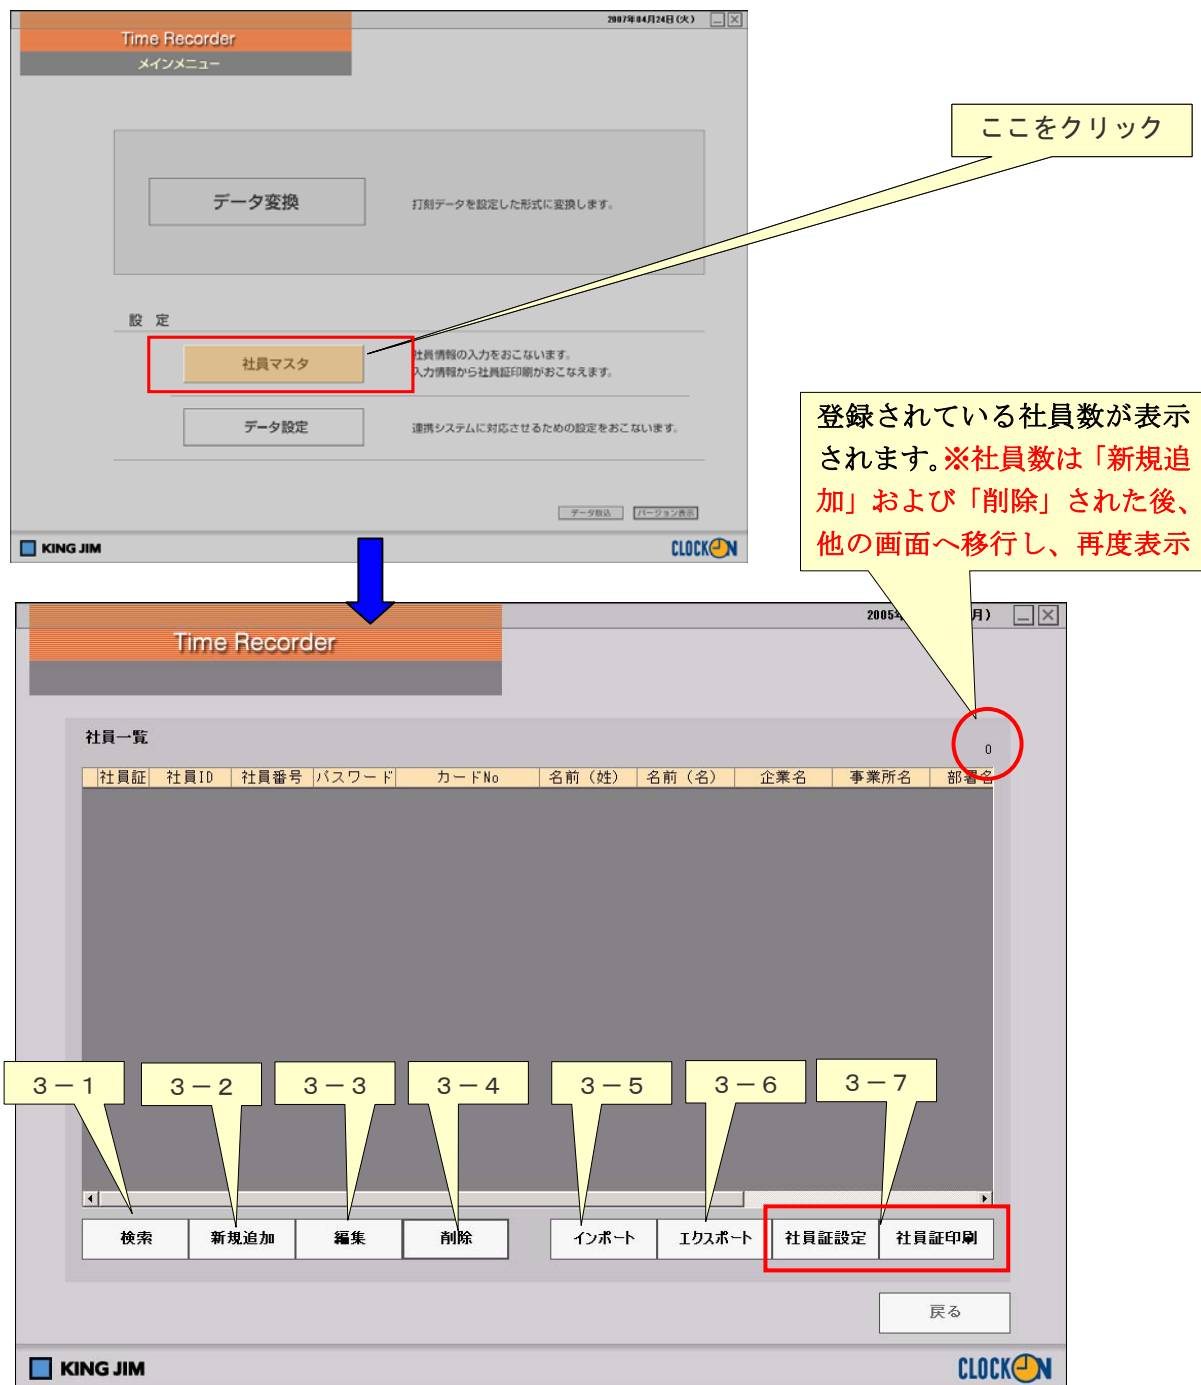 2007年04月24日(火)
Time Recorder
メインメニュー
ここをクリック
データ変換
打刻データを設定した形式に変換します。
設 定
社員マスタ
社員情報の入力をおこないます。
入力情報から社員証印刷がおこなえます。
データ設定
連携システムに対応させるための設定をおこないます。
登録されている社員数が表示
されます。※社員数は「新規追
加」および「削除」された後、
他の画面へ移行し、再度表示
データ取込 バージョン表示
KING JIM
CLOCK ON
2005年 月)
Time Recorder
社員一覧
0
社員証 社員ID 社員番号 パスワード カードNo 名前(姓) 名前(名) 企業名 事業所名 部署名
3-1 3-2 3-3 3-4 3-5 3-6 3-7
検索 新規追加 編集 削除 インポート エクスポート 社員証設定 社員証印刷
戻る
KING JIM
CLOCK ON